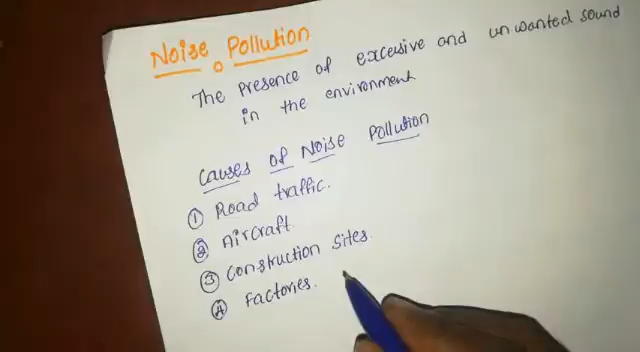 Noise Pollution
The presence of excessive and unwanted sound
in the environment
Causes of Noise Pollution
① Road traffic.
② Aircraft
③ Construction sites.
④ Factories.